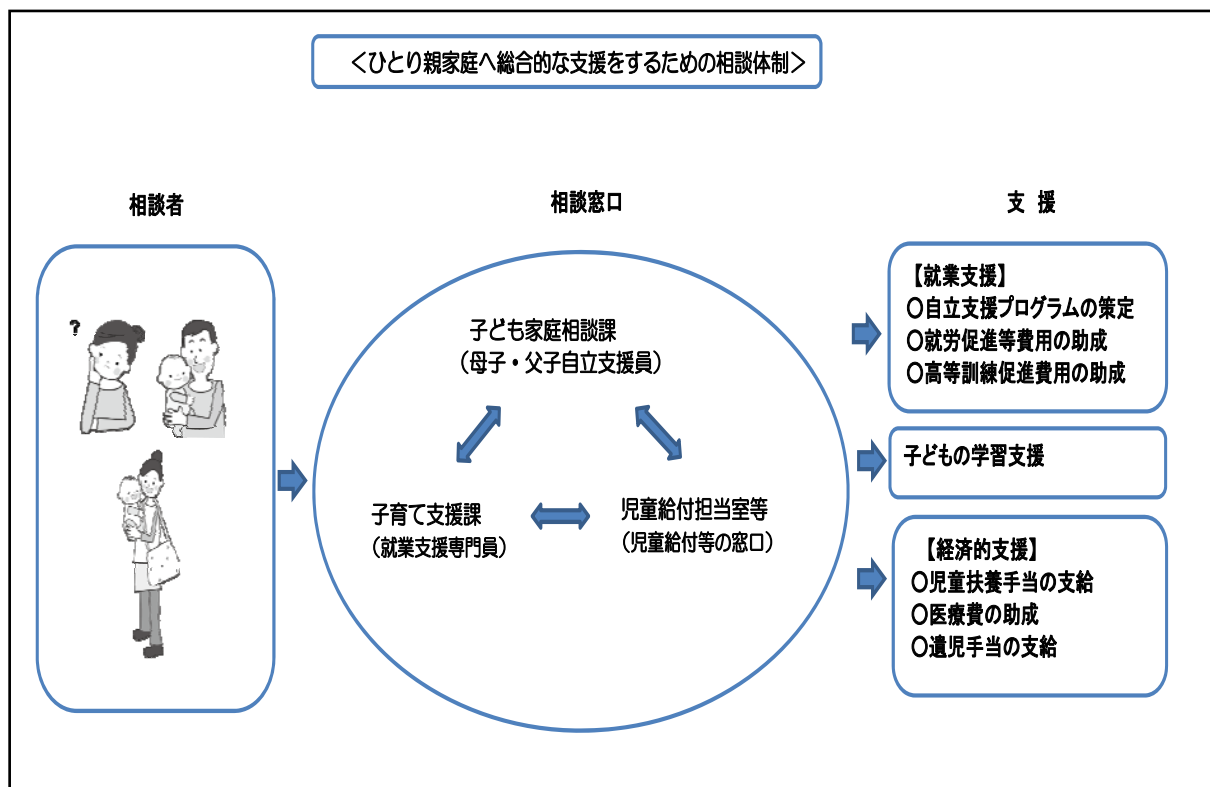 ＜ひとり親家庭へ総合的な支援をするための相談体制＞
相談者
相談窓口
支 援
?
子ども家庭相談課
（母子・父子自立支援員）
子育て支援課
（就業支援専門員）
児童給付担当室等
（児童給付等の窓口）
【就業支援】
○自立支援プログラムの策定
○就労促進等費用の助成
○高等訓練促進費用の助成
子どもの学習支援
【経済的支援】
○児童扶養手当の支給
○医療費の助成
○遺児手当の支給